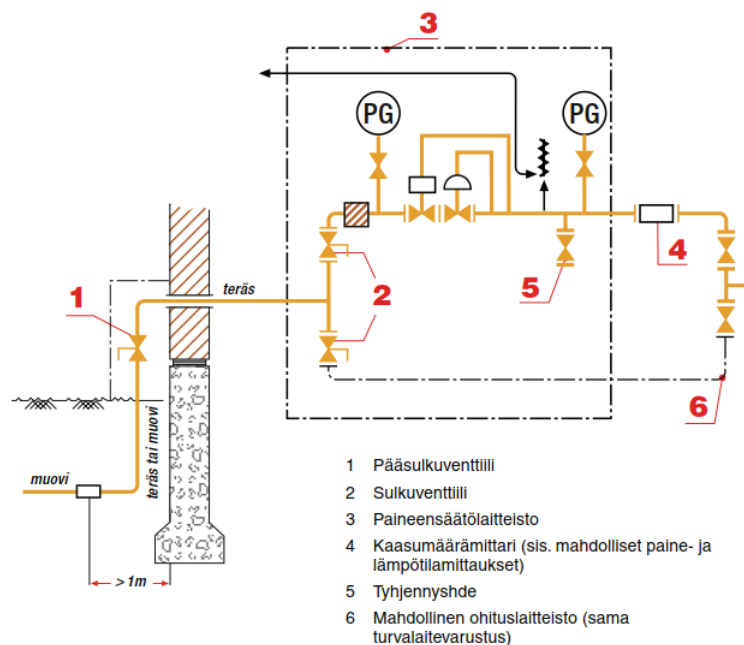 3
PG
PG
1
teräs
2
5
4
6
teräs tai muovi
muovi
> 1m
1 Pääsulkuventtiili
2 Sulkuventtiili
3 Paineensäätölaitteisto
4 Kaasumäärämittari (sis. mahdolliset paine- ja
lämpötilamittaukset)
5 Tyhjennyshde
6 Mahdollinen ohituslaitteisto (sama
turvalaitevarustus)